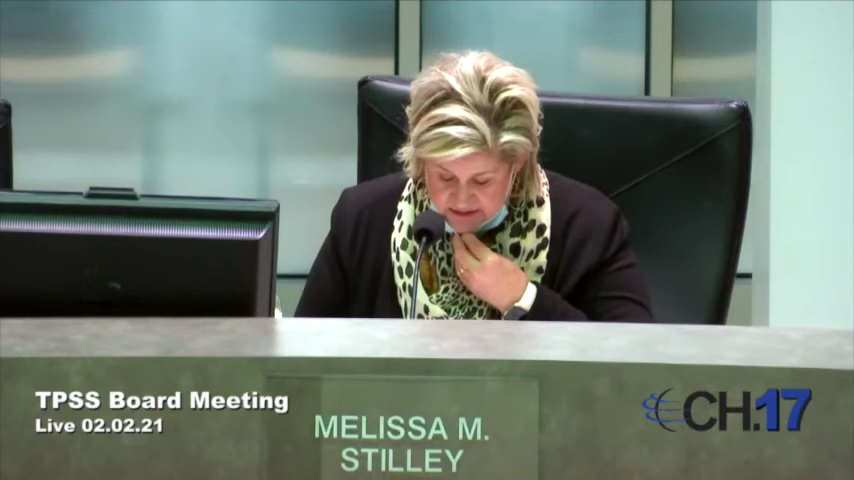 TPSS Board Meeting
Live 02.02.21
MELISSA M.
STILLEY
CH.17